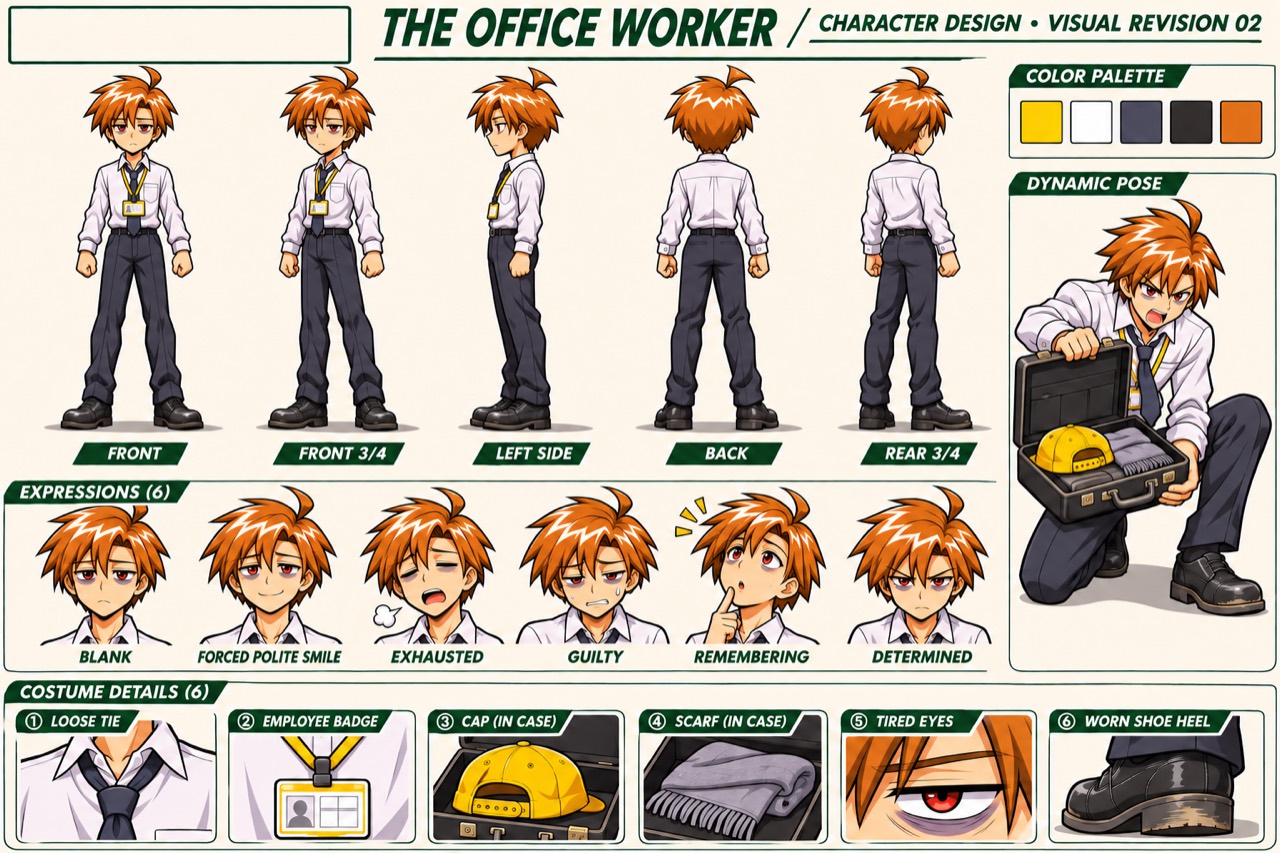 THE OFFICE WORKER / CHARACTER DESIGN • VISUAL REVISION 02
COLOR PALETTE
DYNAMIC POSE
FRONT
FRONT 3/4
LEFT SIDE
BACK
REAR 3/4
EXPRESSIONS (6)
BLANK
FORCED POLITE SMILE
EXHAUSTED
GUILTY
REMEMBERING
DETERMINED
COSTUME DETAILS (6)
① LOOSE TIE
② EMPLOYEE BADGE
③ CAP (IN CASE)
④ SCARF (IN CASE)
⑤ TIRED EYES
⑥ WORN SHOE HEEL